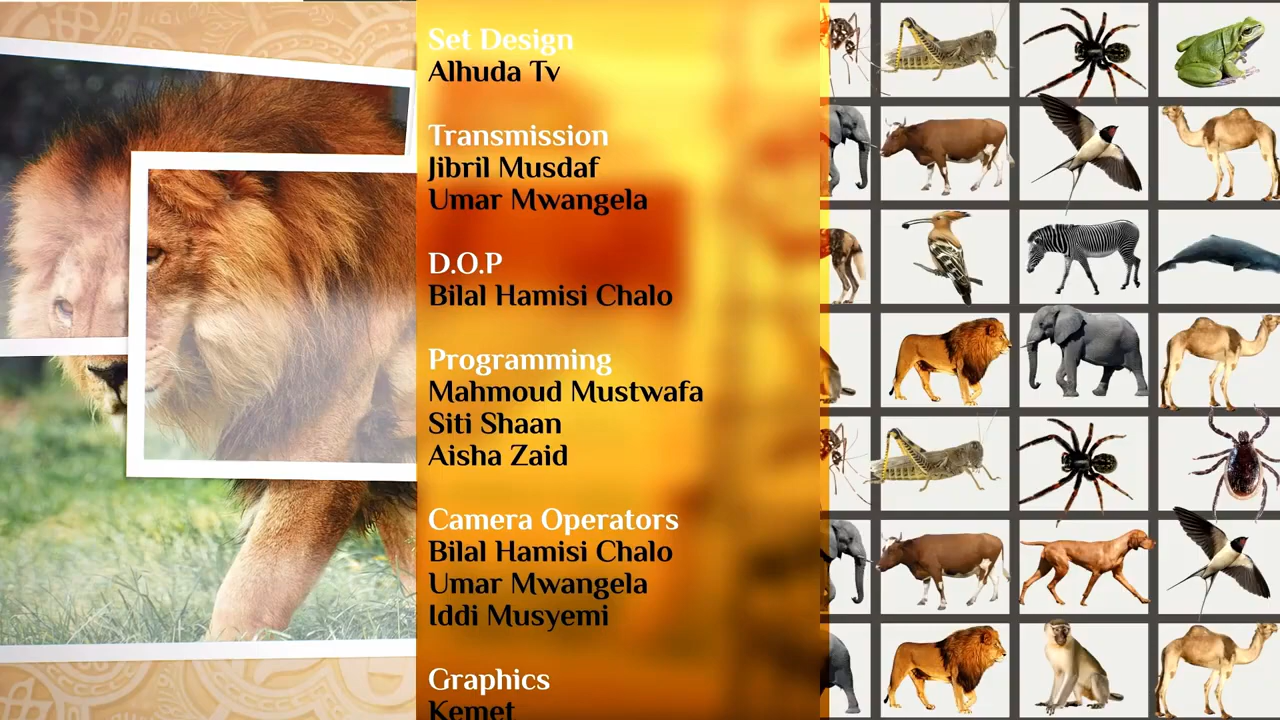 Set Design
Alhuda Tv
Transmission
Jibril Musdaf
Umar Mwangela
D.O.P
Bilal Hamisi Chalo
Programming
Mahmoud Mustwafa
Siti Shaan
Aisha Zaid
Camera Operators
Bilal Hamisi Chalo
Umar Mwangela
Iddi Musyemi
Graphics
Kemet